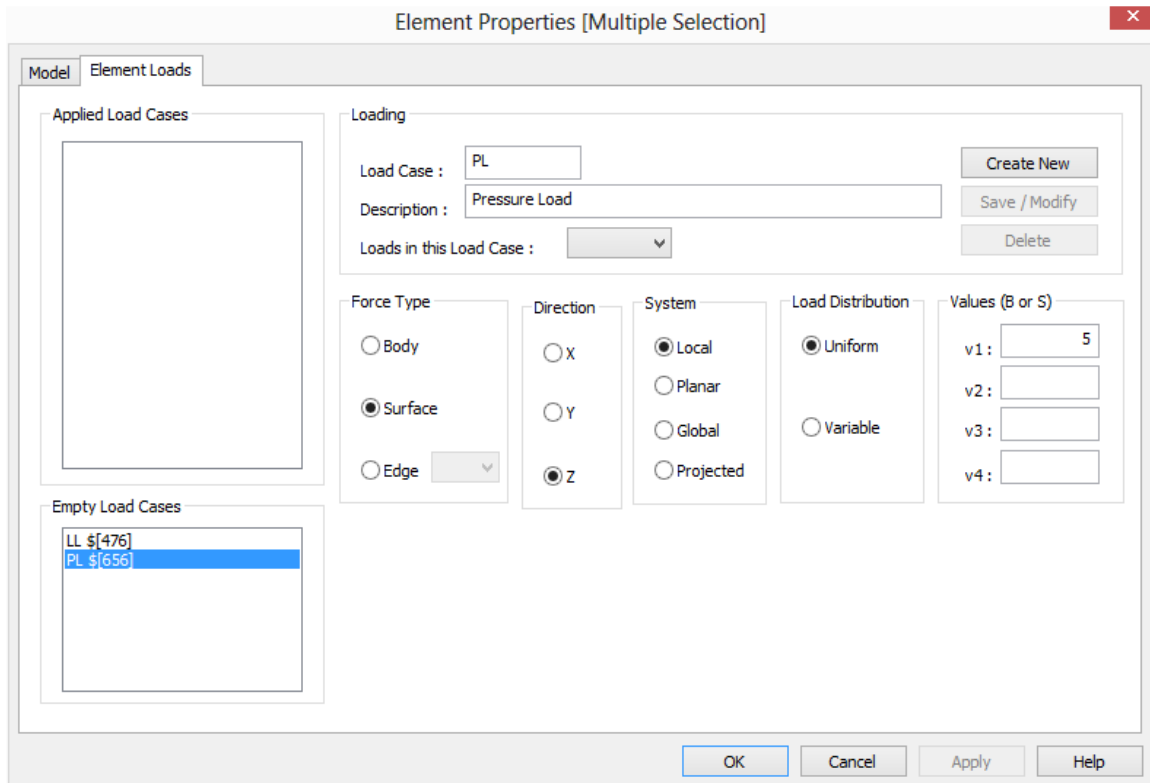 Element Properties [Multiple Selection]
Model
Element Loads
Applied Load Cases
Loading
Load Case :
PL
Create New
Description :
Pressure Load
Save / Modify
Loads in this Load Case :
Delete
Force Type
Direction
System
Load Distribution
Values (B or S)
Body
X
Local
Uniform
v1 :
5
Planar
v2 :
Surface
Y
Global
Variable
v3 :
Edge
Z
Projected
v4 :
Empty Load Cases
LL $[476]
PL $[656]
OK
Cancel
Apply
Help